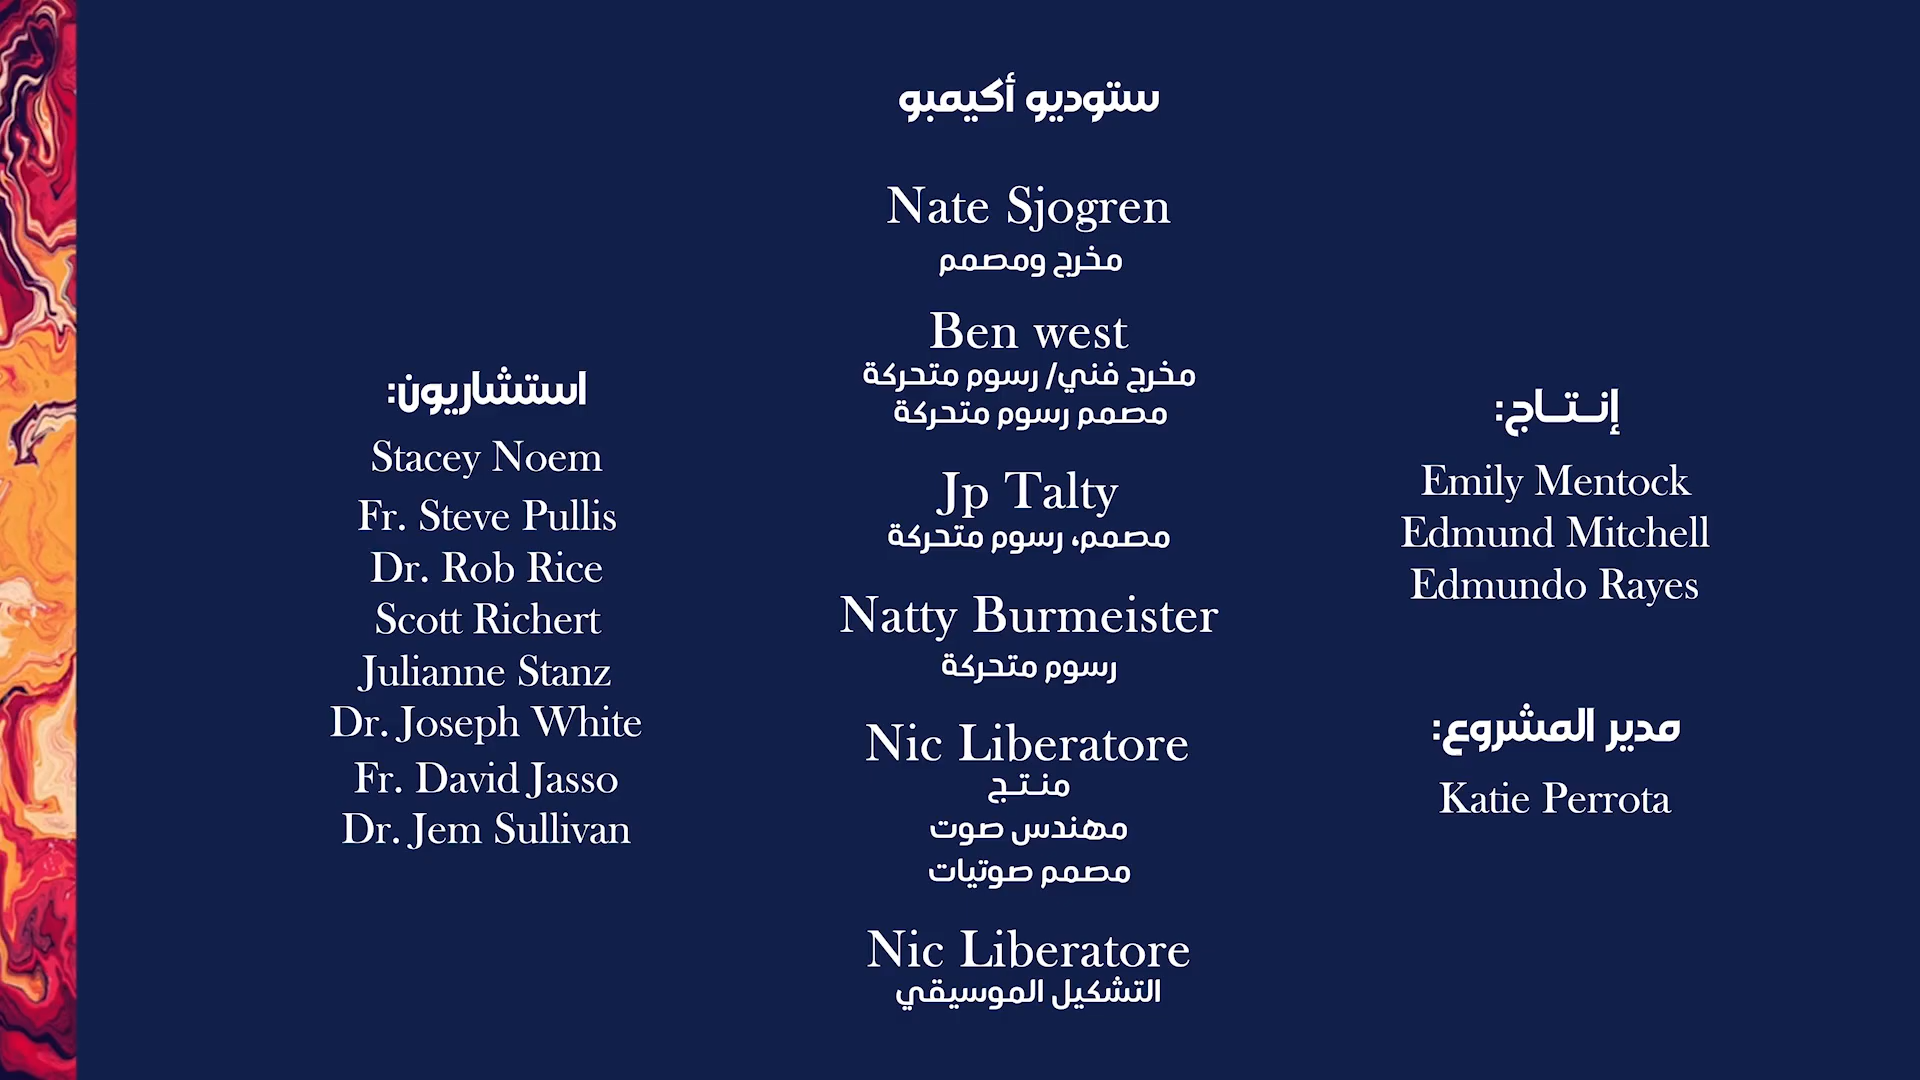 ستوديو أكيمبو
Nate Sjogren
مخرج ومصمم
Ben west
مخرج فني/ رسوم متحركة
مصمم رسوم متحركة
Jp Talty
مصمم، رسوم متحركة
Natty Burmeister
رسوم متحركة
Nic Liberatore
منـتـج
مهندس صوت
مصمم صوتيات
Nic Liberatore
التشكيل الموسيقي
إنــتــاج:
Emily Mentock
Edmund Mitchell
Edmundo Rayes
مدير المشروع:
Katie Perrota
استشاريون:
Stacey Noem
Fr. Steve Pullis
Dr. Rob Rice
Scott Richert
Julianne Stanz
Dr. Joseph White
Fr. David Jasso
Dr. Jem Sullivan